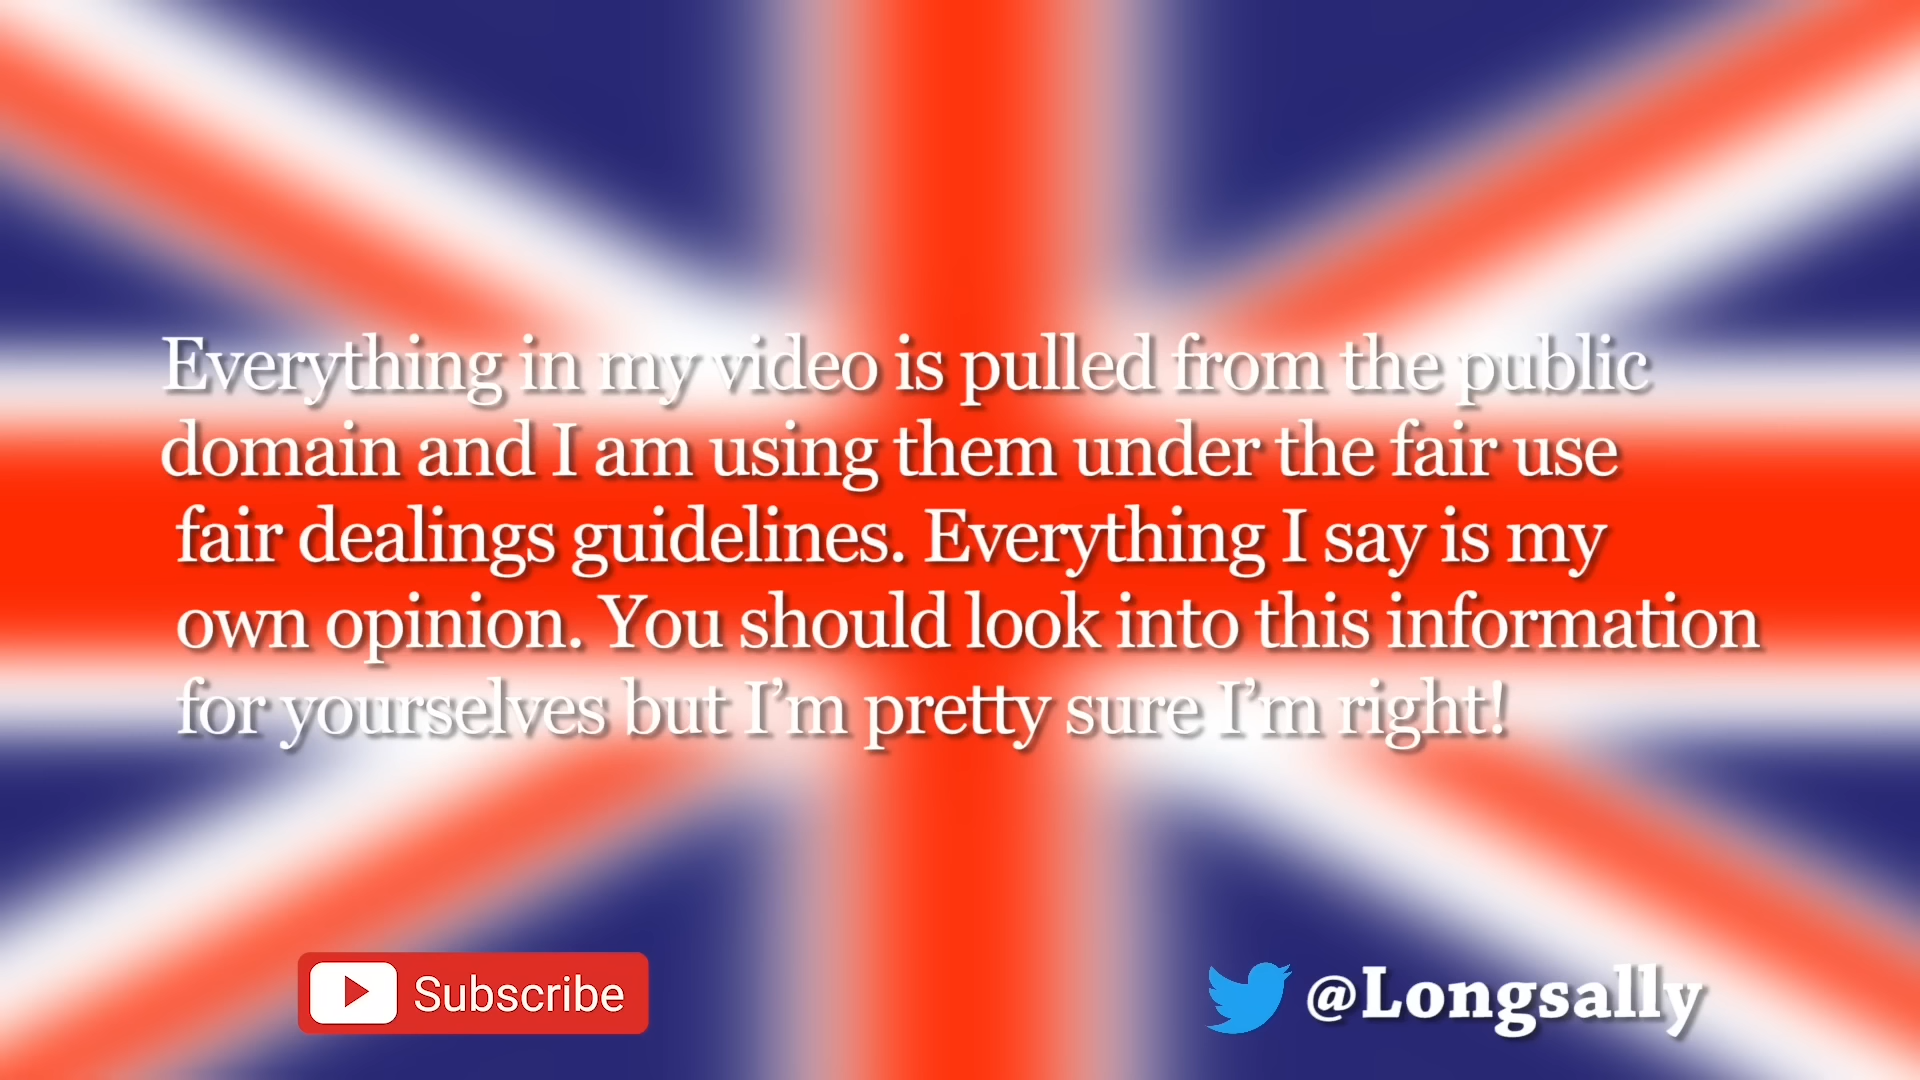 Everything in my video is pulled from the public
domain and I am using them under the fair use
fair dealings guidelines. Everything I say is my
own opinion. You should look into this information
for yourselves but I’m pretty sure I’m right!
Subscribe
@Longsally